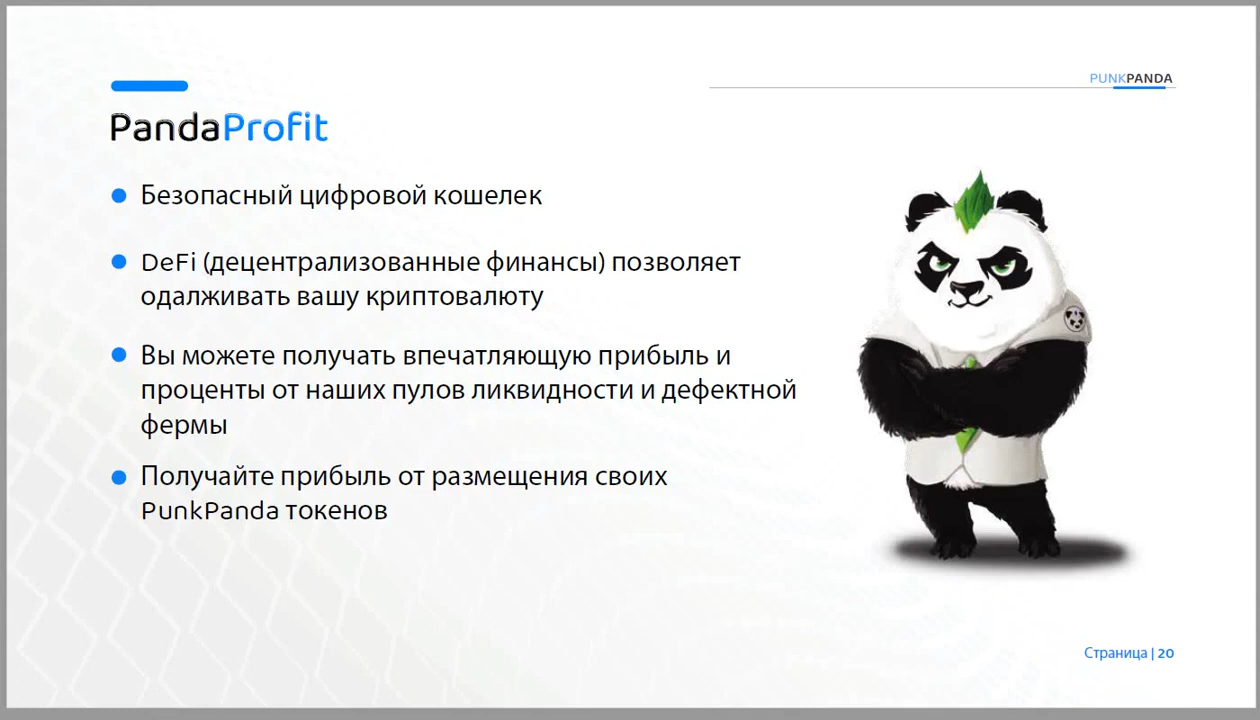 PUNKPANDA
PandaProfit
Безопасный цифровой кошелек
DeFi (децентрализованные финансы) позволяет
одалживать вашу криптовалюту
Вы можете получать впечатляющую прибыль и
проценты от наших пулов ликвидности и дефектной
фермы
Получайте прибыль от размещения своих
PunkPanda токенов
Страница | 20